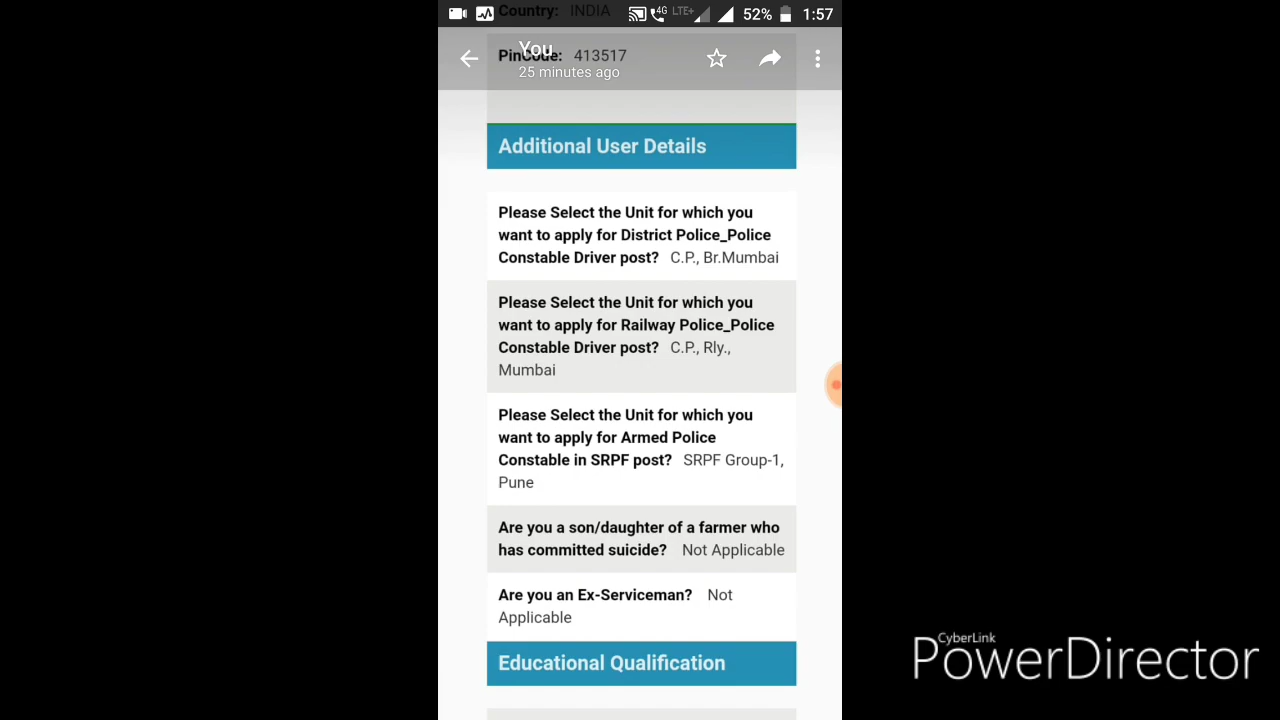 Country: INDIA
4G LTE+ 52% 1:57
PinCode: 413517
You
25 minutes ago
Additional User Details
Please Select the Unit for which you
want to apply for District Police_Police
Constable Driver post? C.P., Br.Mumbai
Please Select the Unit for which you
want to apply for Railway Police_Police
Constable Driver post? C.P., Rly.,
Mumbai
Please Select the Unit for which you
want to apply for Armed Police
Constable in SRPF post? SRPF Group-1,
Pune
Are you a son/daughter of a farmer who
has committed suicide? Not Applicable
Are you an Ex-Serviceman? Not
Applicable
Educational Qualification
CyberLink
PowerDirector